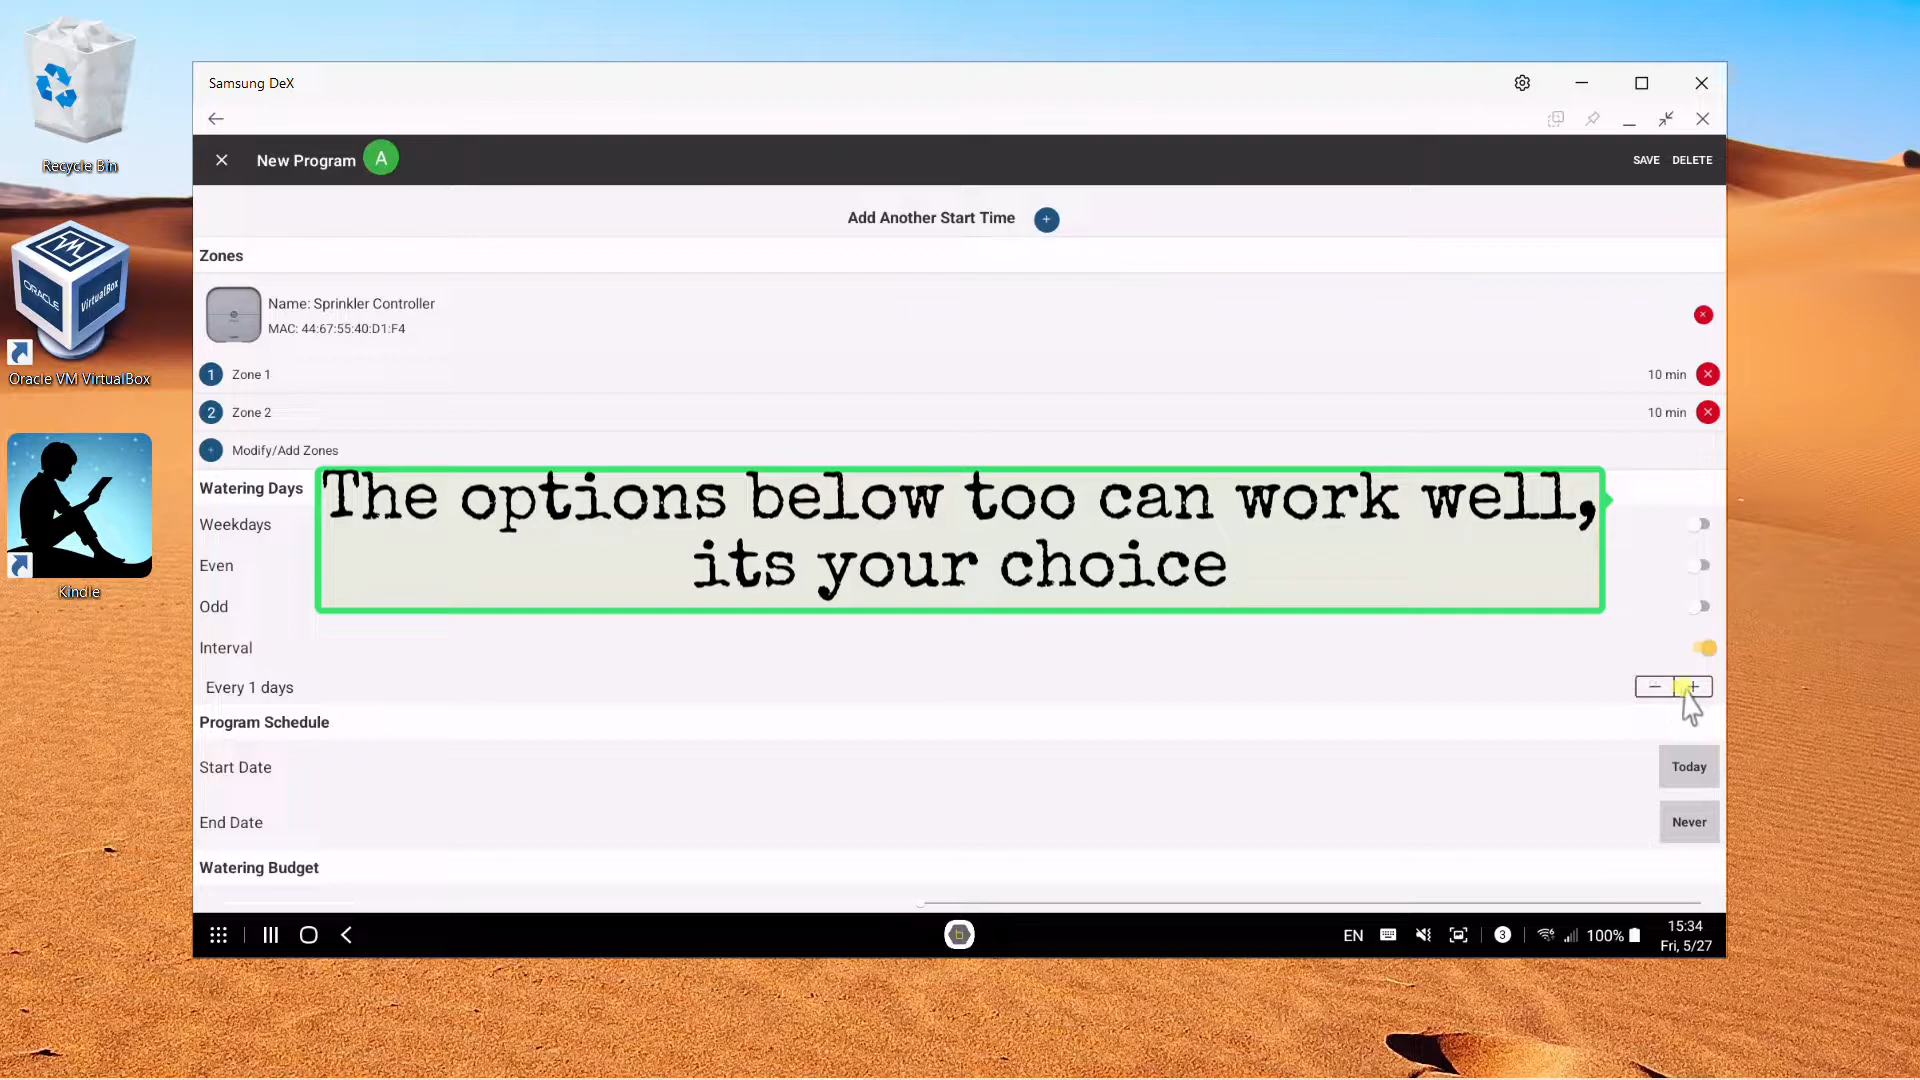 Recycle Bin
ORACLE
VirtualBox
Oracle VM VirtualBox
Kindle
Samsung DeX
New Program A
SAVE DELETE
Add Another Start Time +
Zones
Name: Sprinkler Controller
MAC: 44:67:55:40:D1:F4
1 Zone 1 10 min
2 Zone 2 10 min
+ Modify/Add Zones
Watering Days
The options below too can work well,
its your choice
Weekdays
Even
Odd
Interval
Every 1 days
Program Schedule
Start Date Today
End Date Never
Watering Budget
EN 3 100% 15:34
Fri, 5/27